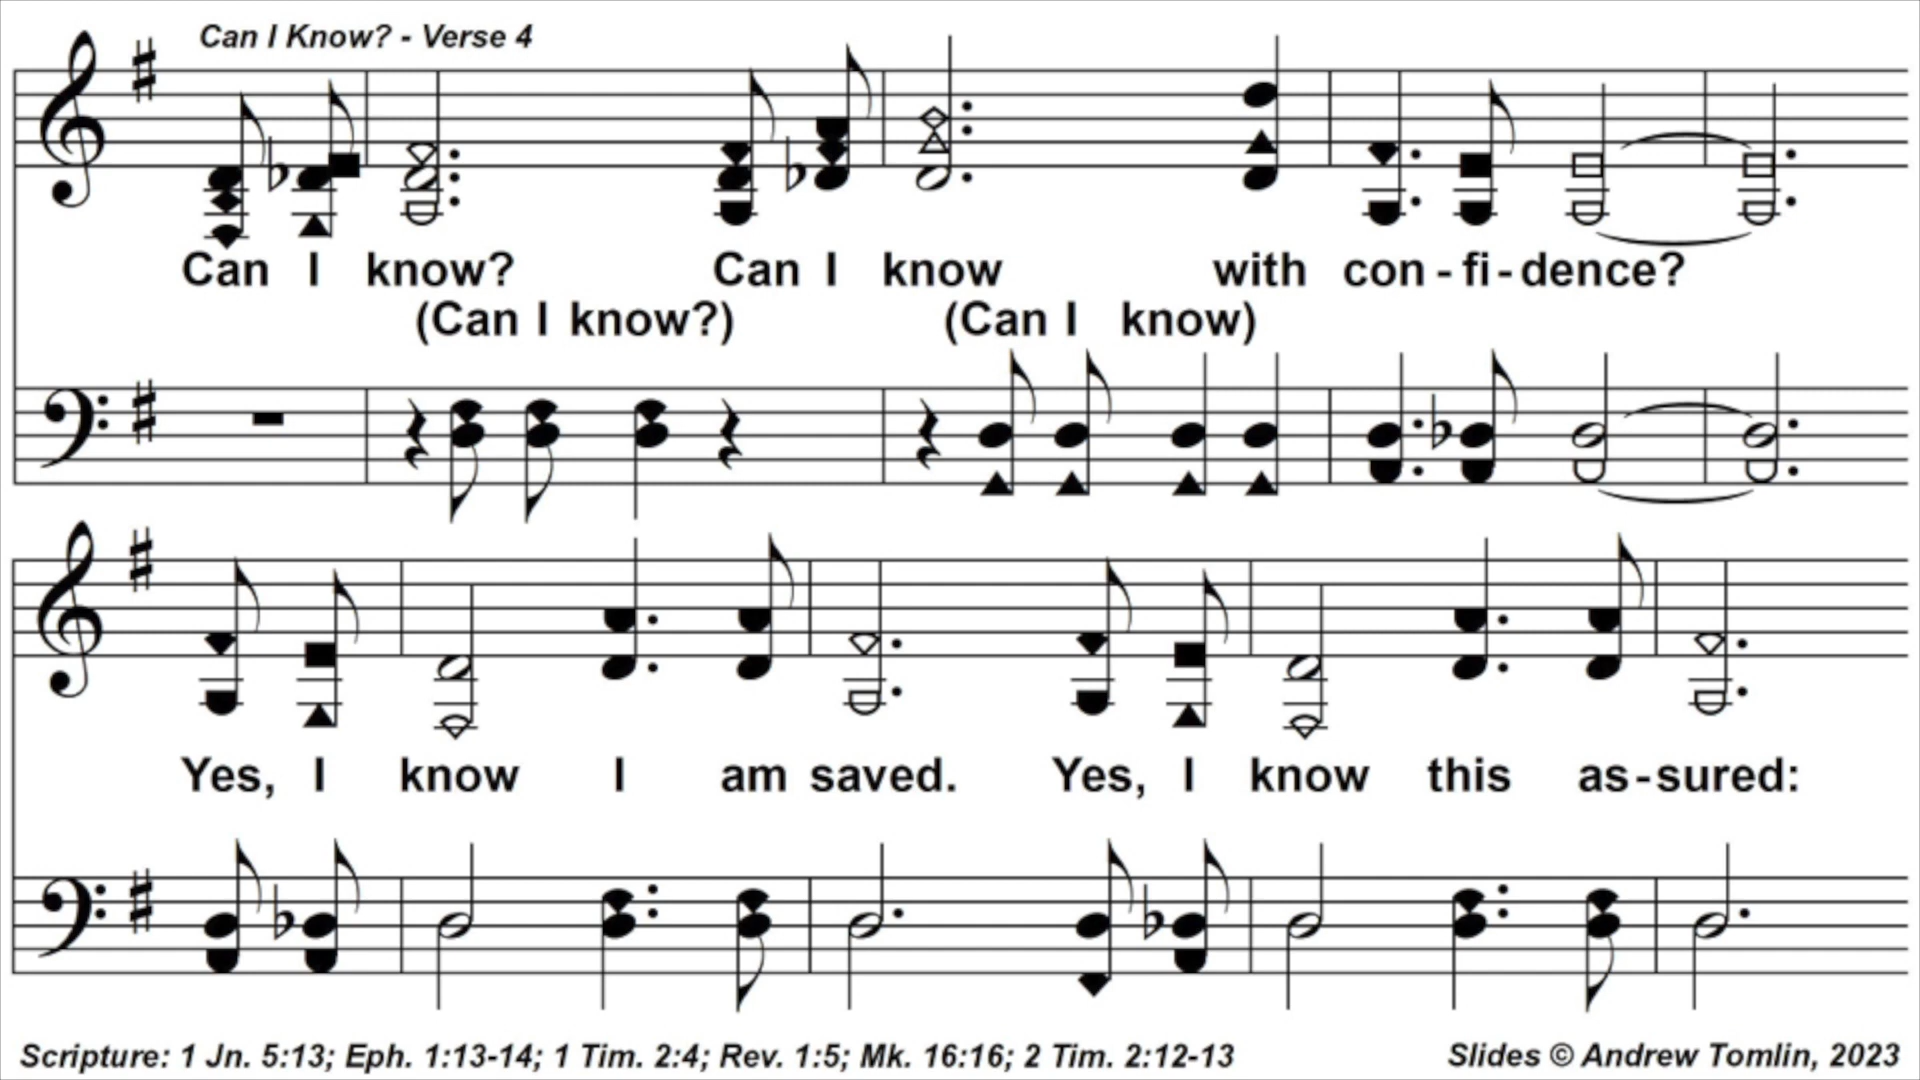 Can I Know? - Verse 4
Can I know? Can I know with con - fi - dence?
(Can I know?) (Can I know)
Yes, I know I am saved. Yes, I know this as - sured:
Scripture: 1 Jn. 5:13; Eph. 1:13-14; 1 Tim. 2:4; Rev. 1:5; Mk. 16:16; 2 Tim. 2:12-13
Slides © Andrew Tomlin, 2023